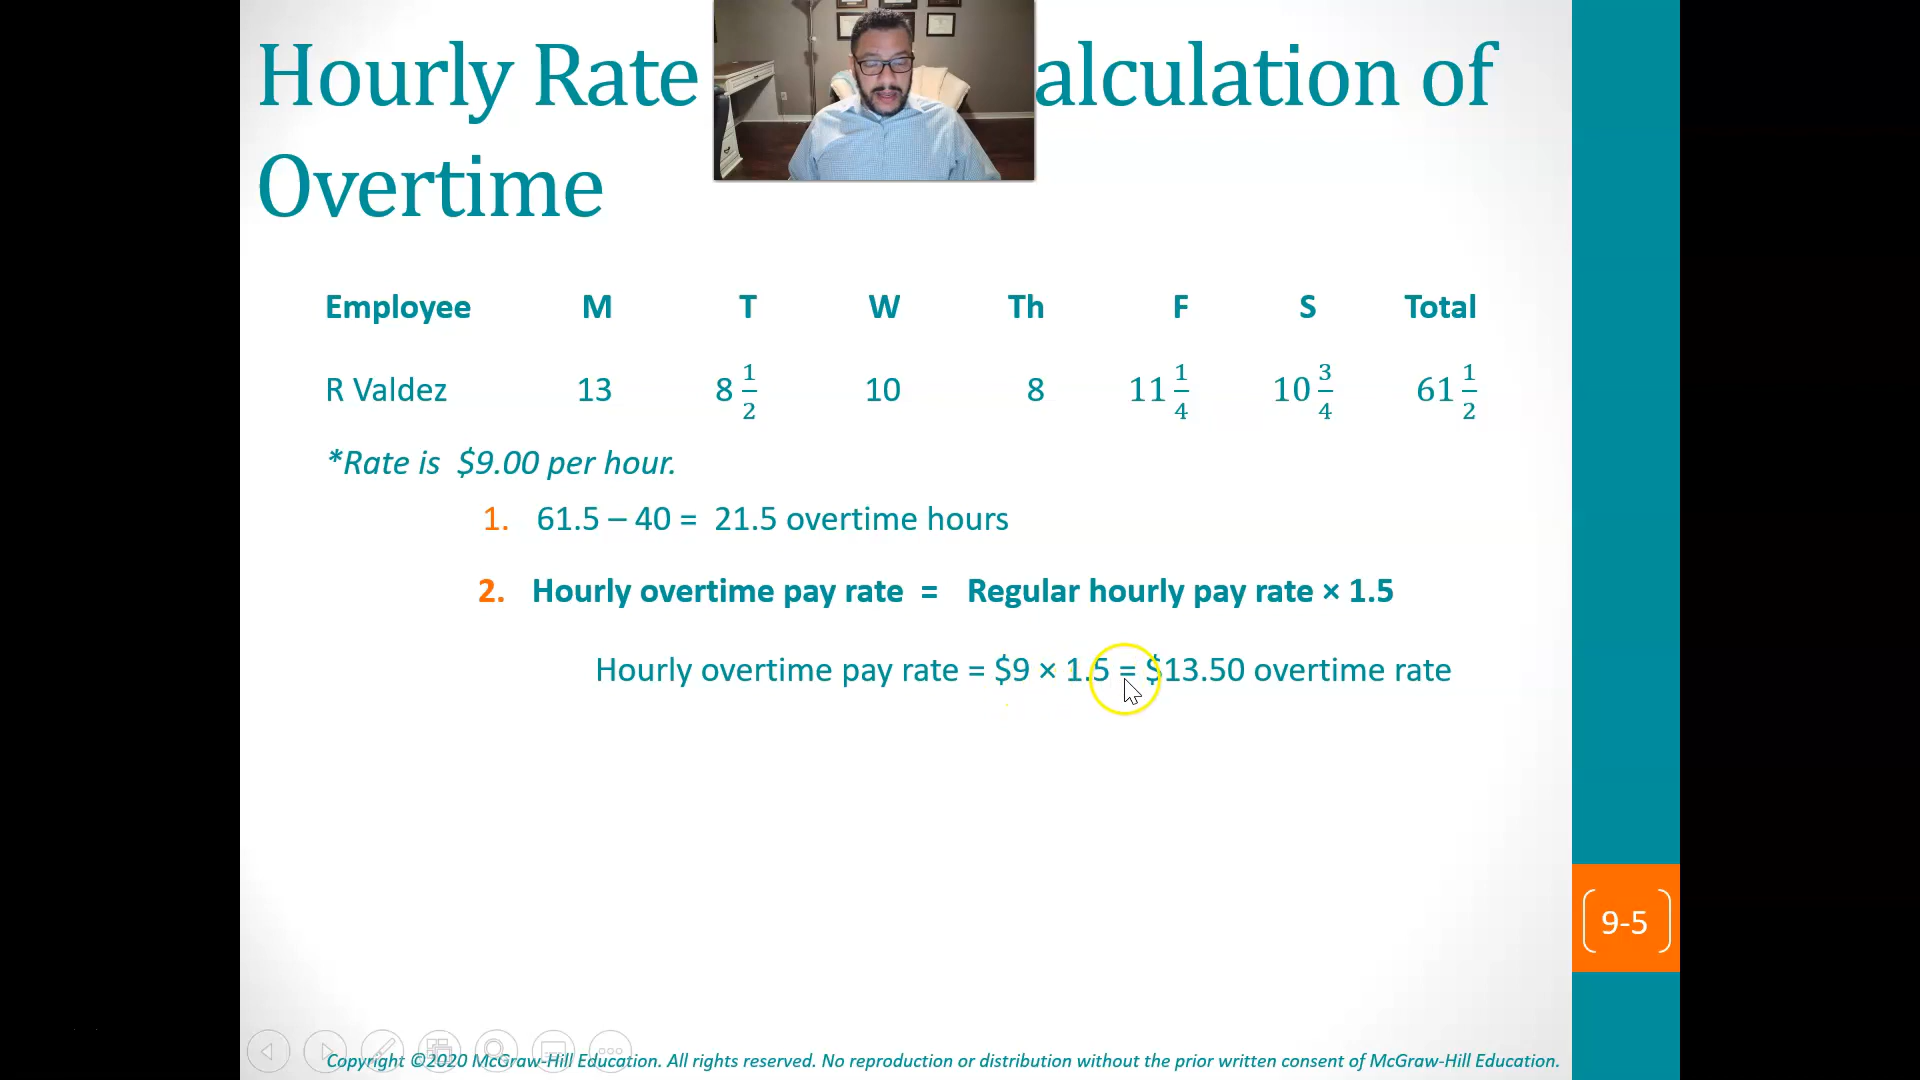 Hourly Rate alculation of
Overtime
Employee M T W Th F S Total
R Valdez 13 8 1/2 10 8 11 1/4 10 3/4 61 1/2
*Rate is $9.00 per hour.
1. 61.5 – 40 = 21.5 overtime hours
2. Hourly overtime pay rate = Regular hourly pay rate × 1.5
Hourly overtime pay rate = $9 × 1.5 = $13.50 overtime rate
9-5
Copyright ©2020 McGraw-Hill Education. All rights reserved. No reproduction or distribution without the prior written consent of McGraw-Hill Education.